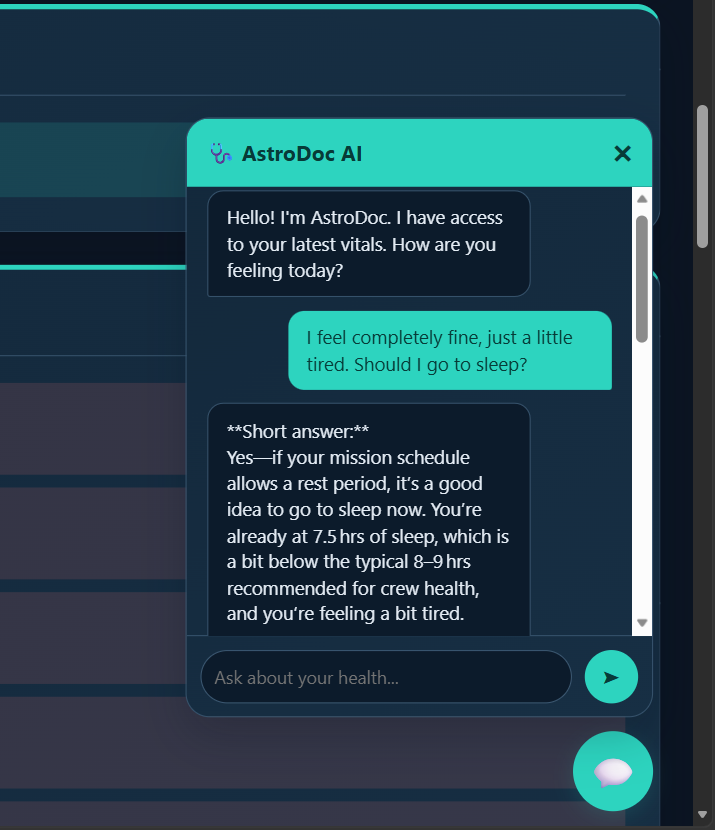 AstroDoc AI
Hello! I'm AstroDoc. I have access
to your latest vitals. How are you
feeling today?
I feel completely fine, just a little
tired. Should I go to sleep?
**Short answer:**
Yes—if your mission schedule
allows a rest period, it’s a good
idea to go to sleep now. You’re
already at 7.5 hrs of sleep, which is
a bit below the typical 8–9 hrs
recommended for crew health,
and you’re feeling a bit tired.
Ask about your health...